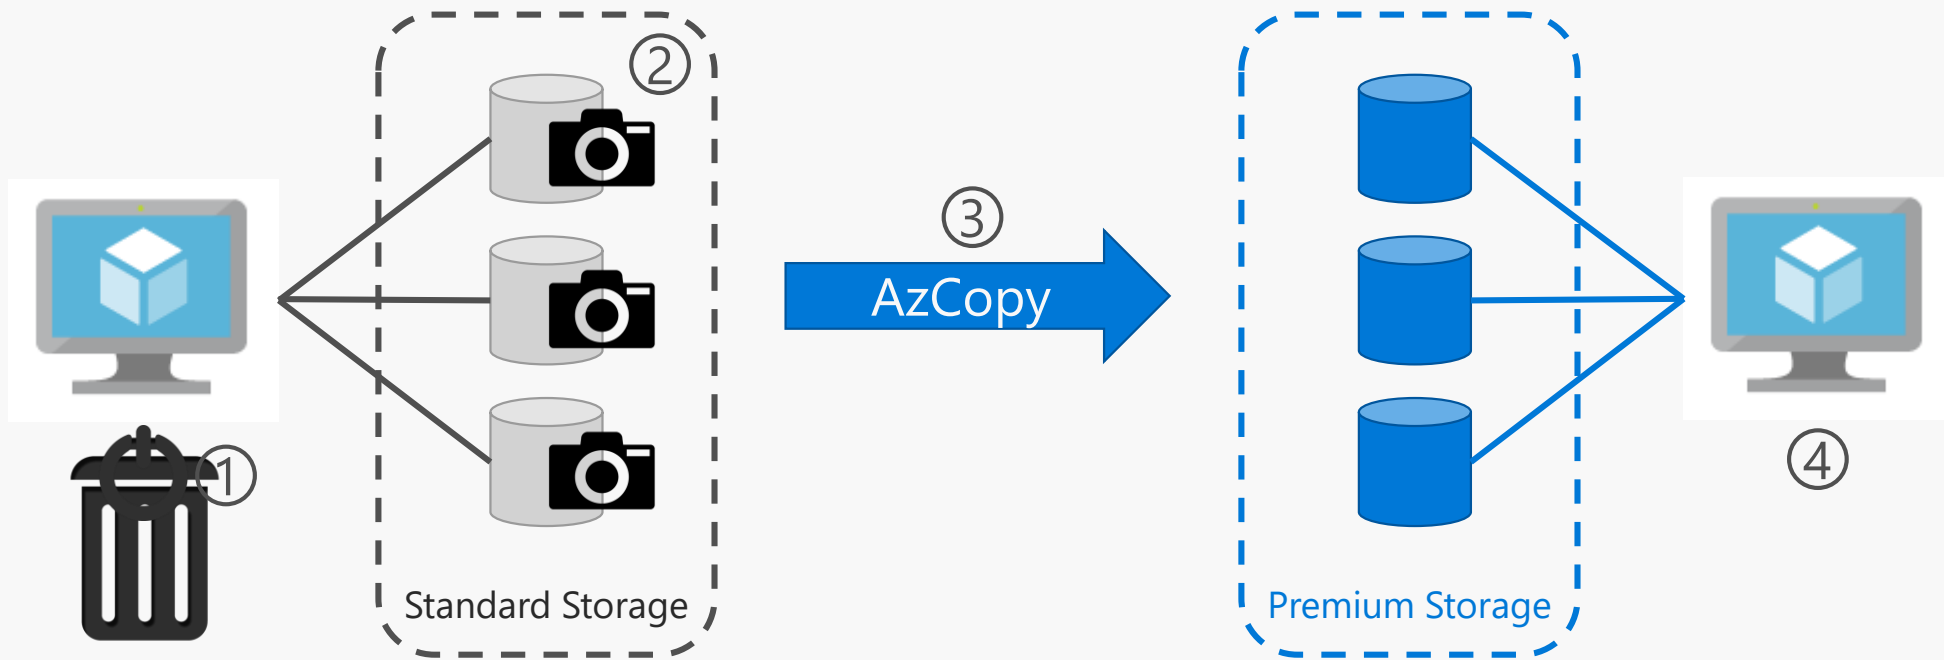 ②
③
AzCopy
①
④
Standard Storage
Premium Storage